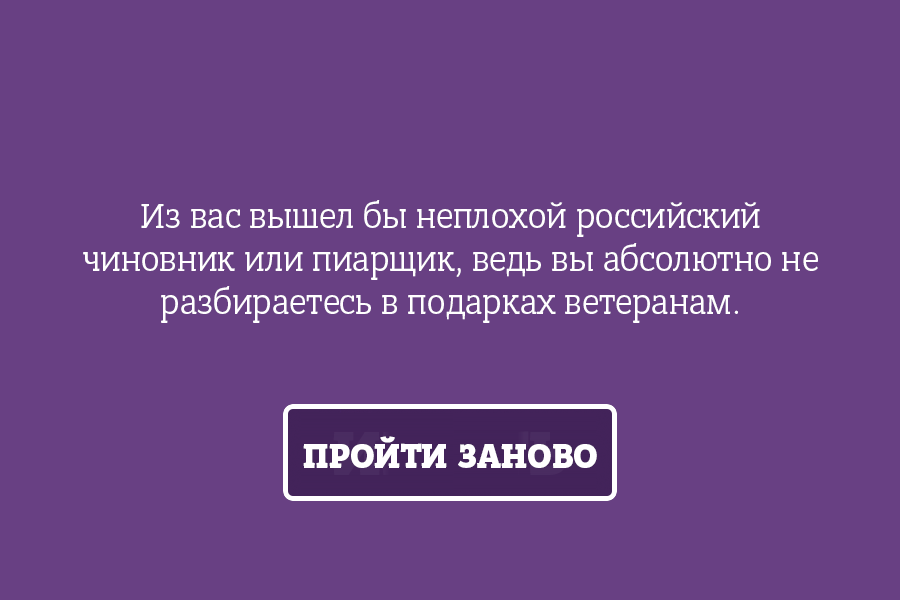 Из вас вышел бы неплохой российский
чиновник или пиарщик, ведь вы абсолютно не
разбираетесь в подарках ветеранам.
ПРОЙТИ ЗАНОВО